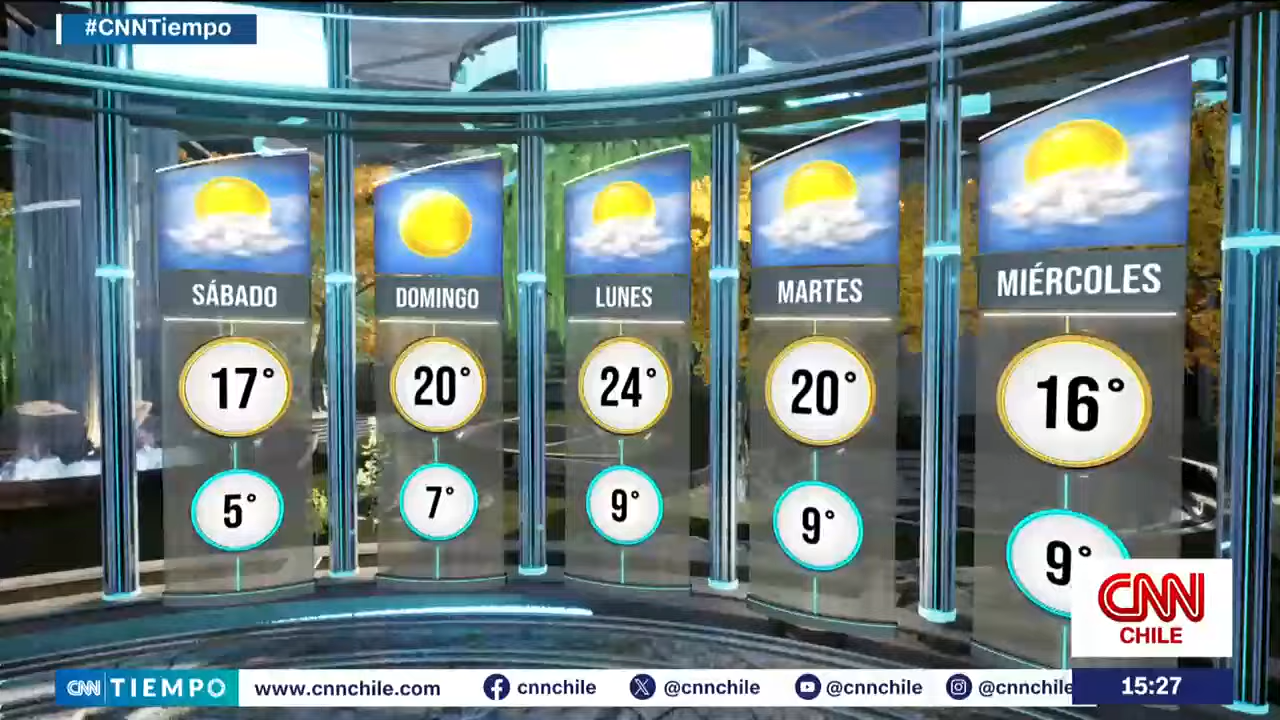 #CNNTiempo
SÁBADO
17°
5°
DOMINGO
20°
7°
LUNES
24°
9°
MARTES
20°
9°
MIÉRCOLES
16°
9°
CNN
CHILE
CNN TIEMPO
www.cnnchile.com
cnnchile
@cnnchile
@cnnchile
@cnnchile
15:27